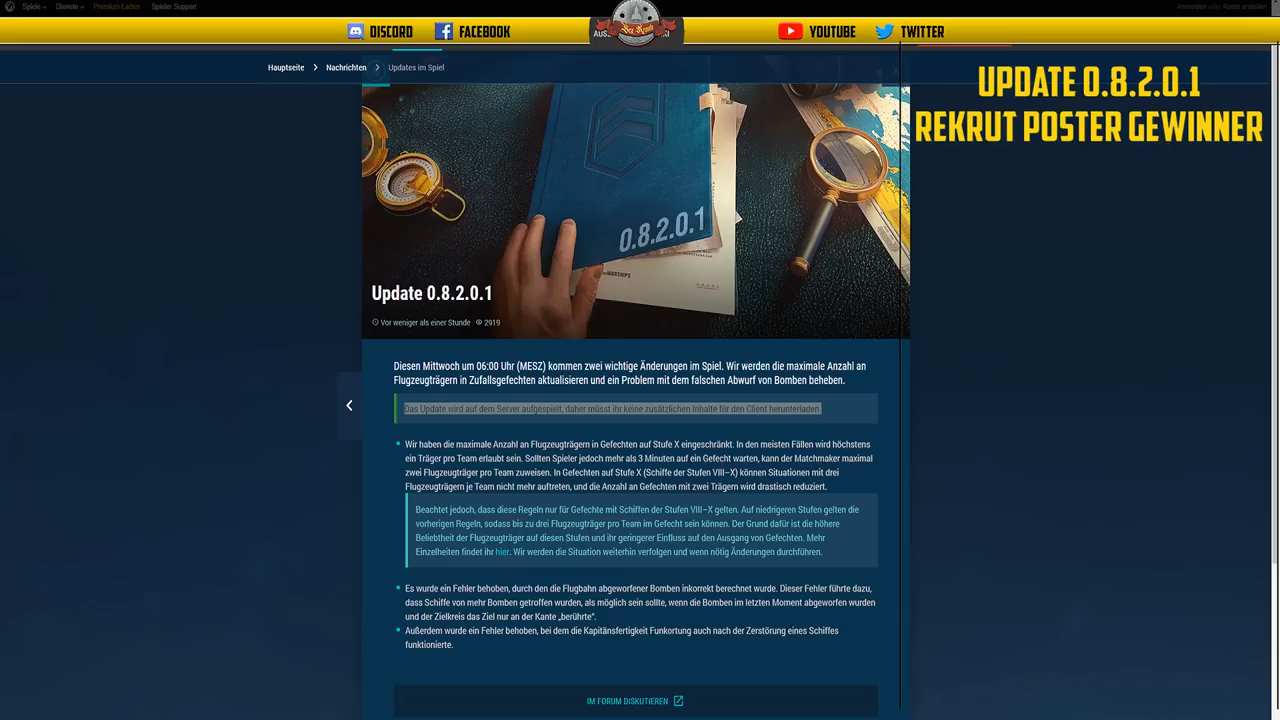 Spiele Dienste Premium-Laden Spieler Support
Anmelden oder Konto erstellen
DISCORD FACEBOOK YOUTUBE TWITTER
Hauptseite Nachrichten Updates im Spiel
UPDATE 0.8.2.0.1
REKRUT POSTER GEWINNER
0.8.2.0.1
WARSHIPS
Update 0.8.2.0.1
Vor weniger als einer Stunde 2919
Diesen Mittwoch um 06:00 Uhr (MESZ) kommen zwei wichtige Änderungen im Spiel. Wir werden die maximale Anzahl an
Flugzeugträgern in Zufallsgefechten aktualisieren und ein Problem mit dem falschen Abwurf von Bomben beheben.
Das Update wird auf dem Server aufgespielt, daher müsst ihr keine zusätzlichen Inhalte für den Client herunterladen.
Wir haben die maximale Anzahl an Flugzeugträgern in Gefechten auf Stufe X eingeschränkt. In den meisten Fällen wird höchstens
ein Träger pro Team erlaubt sein. Sollten Spieler jedoch mehr als 3 Minuten auf ein Gefecht warten, kann der Matchmaker maximal
zwei Flugzeugträger pro Team zuweisen. In Gefechten auf Stufe X (Schiffe der Stufen VIII–X) können Situationen mit drei
Flugzeugträgern je Team nicht mehr auftreten, und die Anzahl an Gefechten mit zwei Trägern wird drastisch reduziert.
Beachtet jedoch, dass diese Regeln nur für Gefechte mit Schiffen der Stufen VIII–X gelten. Auf niedrigeren Stufen gelten die
vorherigen Regeln, sodass bis zu drei Flugzeugträger pro Team im Gefecht sein können. Der Grund dafür ist die höhere
Beliebtheit der Flugzeugträger auf diesen Stufen und ihr geringerer Einfluss auf den Ausgang von Gefechten. Mehr
Einzelheiten findet ihr hier. Wir werden die Situation weiterhin verfolgen und wenn nötig Änderungen durchführen.
Es wurde ein Fehler behoben, durch den die Flugbahn abgeworfener Bomben inkorrekt berechnet wurde. Dieser Fehler führte dazu,
dass Schiffe von mehr Bomben getroffen wurden, als möglich sein sollte, wenn die Bomben im letzten Moment abgeworfen wurden
und der Zielkreis das Ziel nur an der Kante „berührte“.
Außerdem wurde ein Fehler behoben, bei dem die Kapitänsfertigkeit Funkortung auch nach der Zerstörung eines Schiffes
funktionierte.
IM FORUM DISKUTIEREN